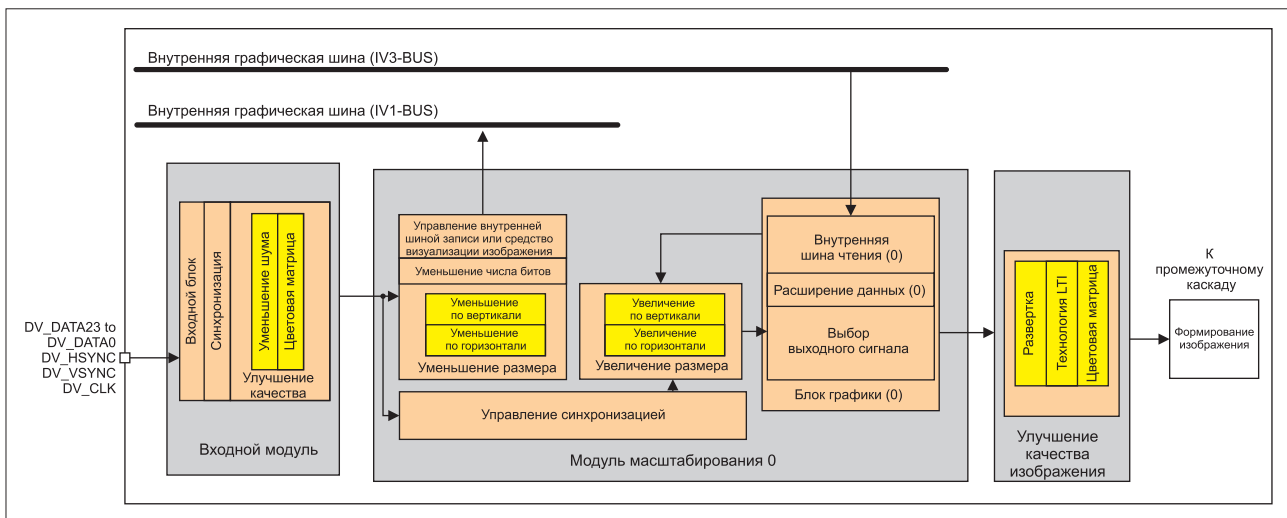 Внутренняя графическая шина (IV3-BUS)
Внутренняя графическая шина (IV1-BUS)
DV_DATA23 to
DV_DATA0
DV_HSYNC
DV_VSYNC
DV_CLK
Входной блок
Синхронизация
Уменьшение шума
Цветовая матрица
Улучшение
качества
Входной модуль
Управление внутренней
шиной записи или средство
визуализации изображения
Уменьшение числа битов
Уменьшение
по вертикали
Уменьшение
по горизонтали
Уменьшение размера
Увеличение
по вертикали
Увеличение
по горизонтали
Увеличение размера
Управление синхронизацией
Внутренняя
шина чтения (0)
Расширение данных (0)
Выбор
выходного сигнала
Блок графики (0)
Модуль масштабирования 0
Развертка
Технология LTI
Цветовая матрица
Улучшение
качества
изображения
К
промежуточному
каскаду
Формирование
изображения